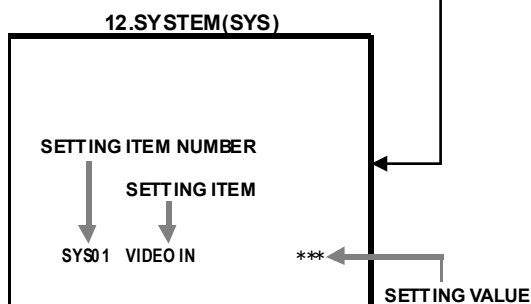 12.SYSTEM(SYS)
SETTING ITEM NUMBER
SETTING ITEM
SYS01 VIDEO IN ***
SETTING VALUE